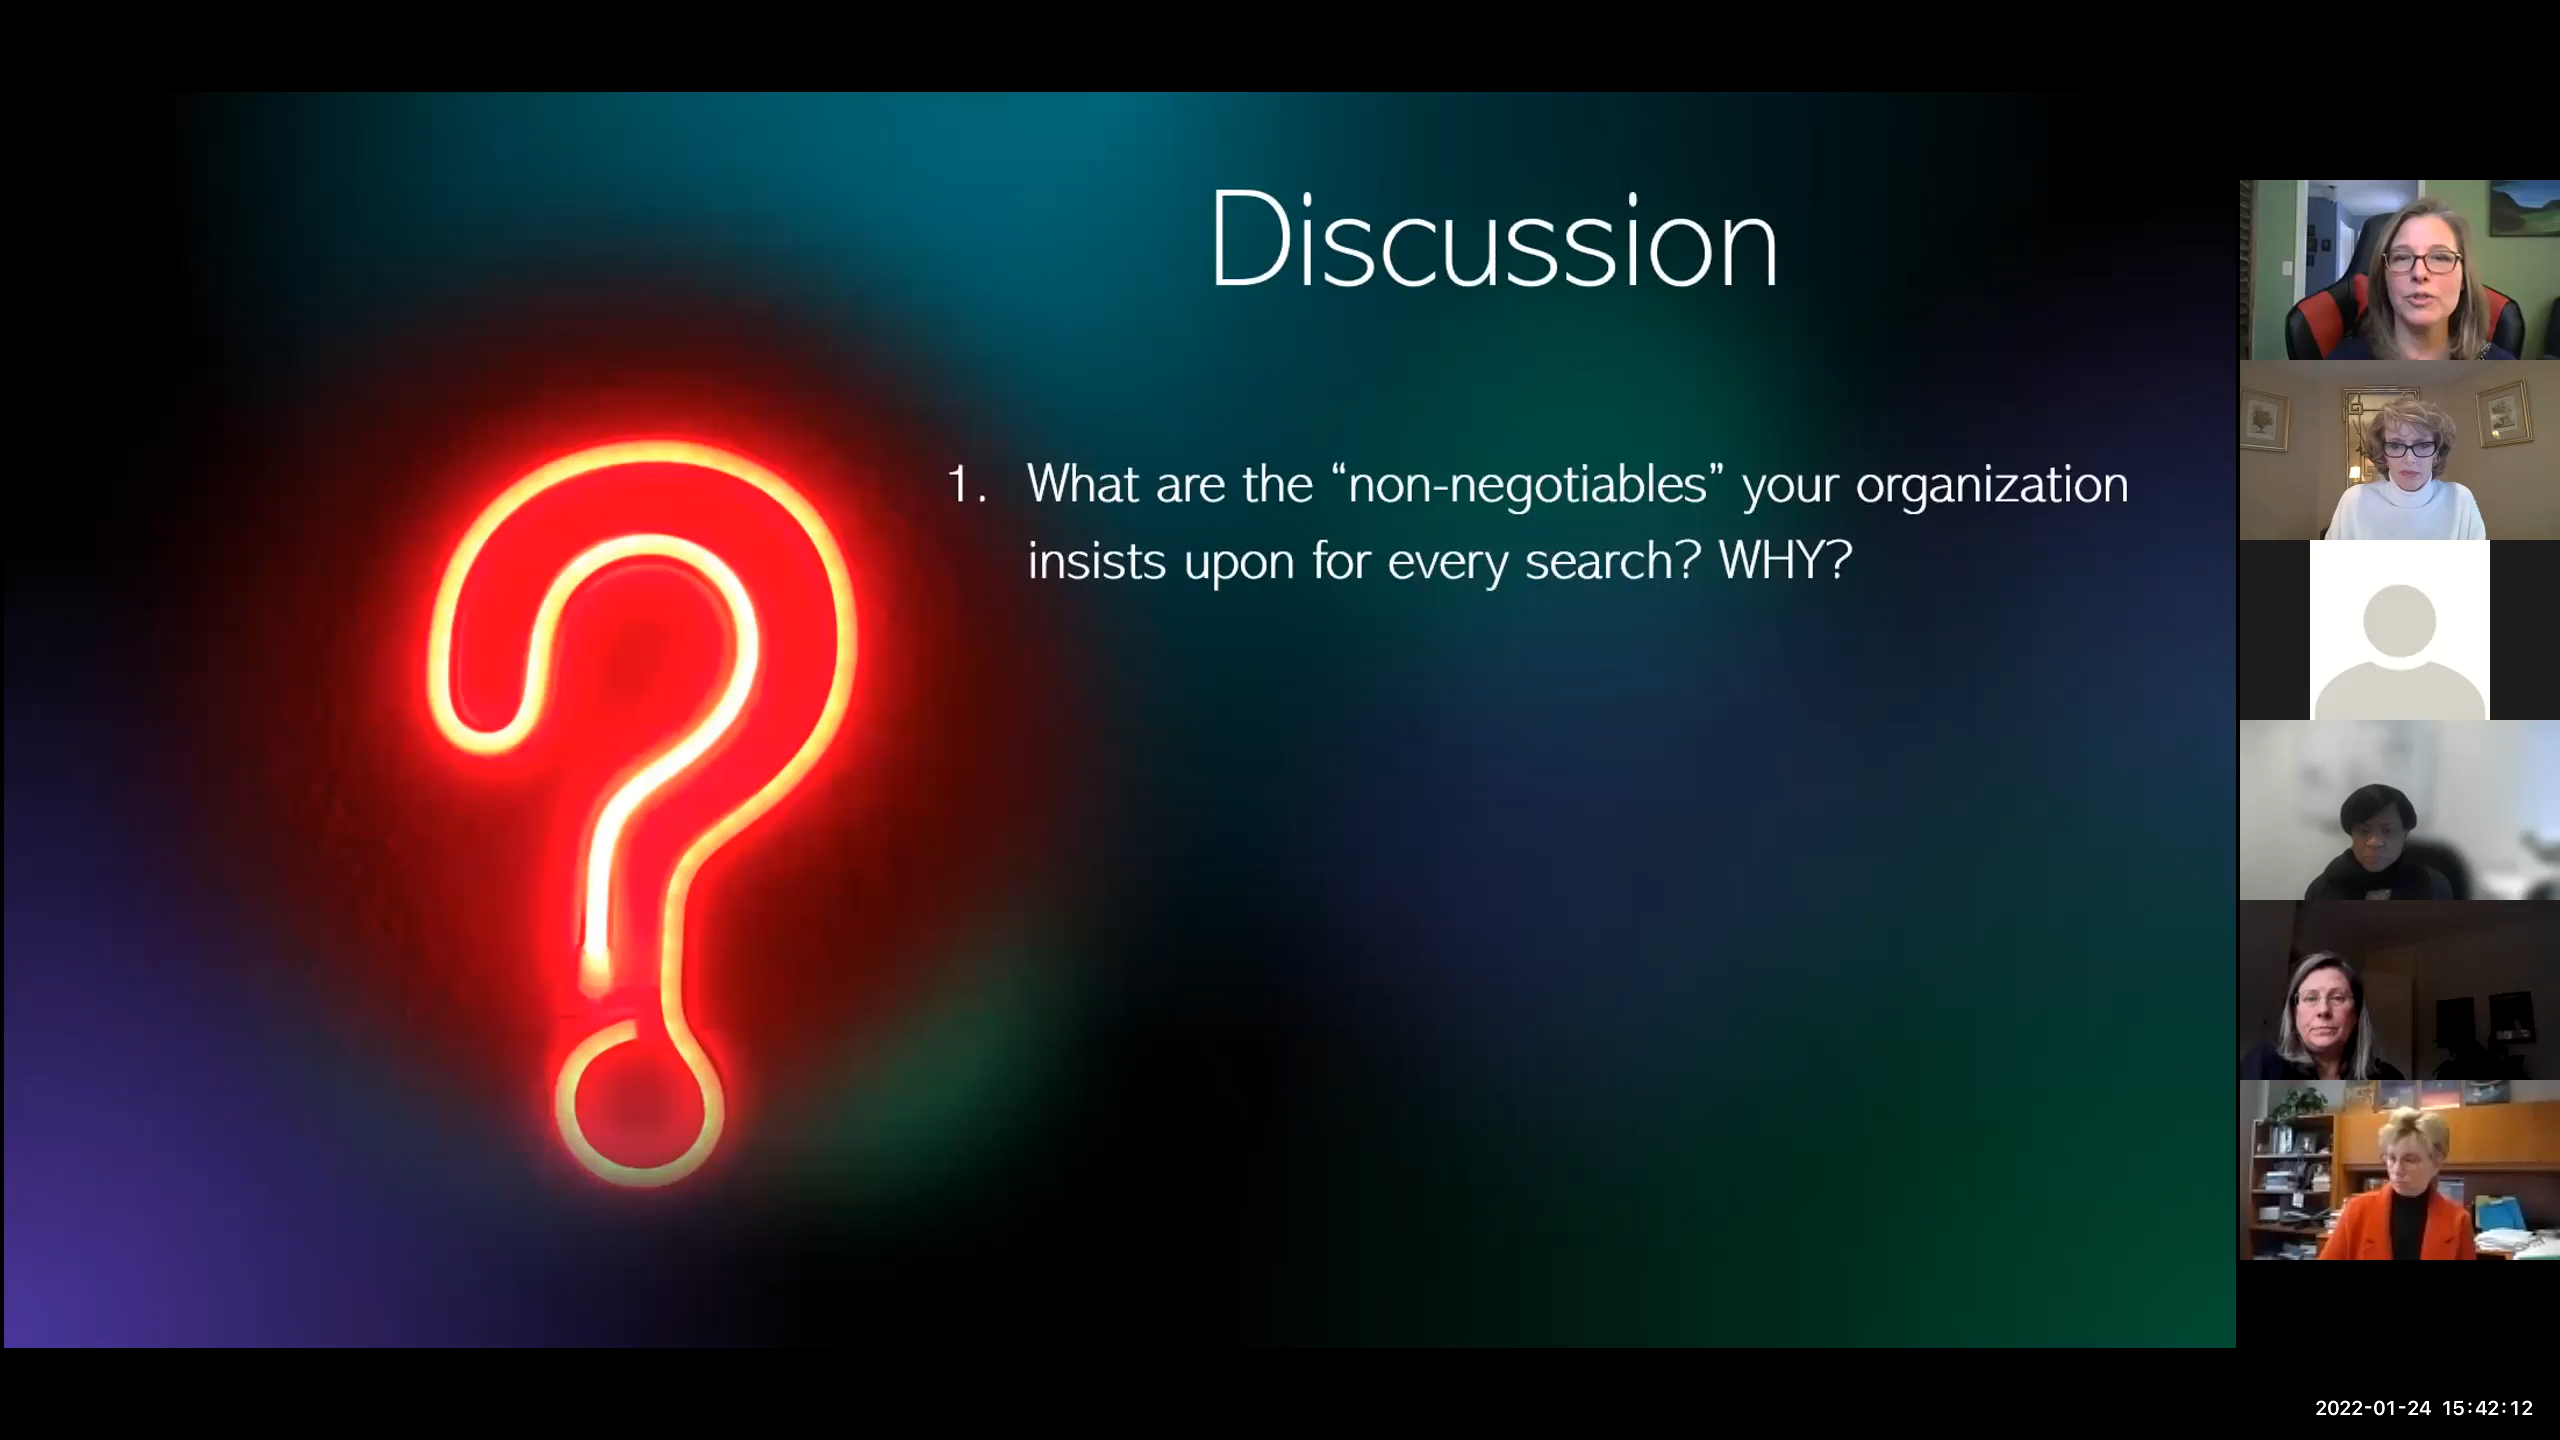 Discussion
1. What are the “non-negotiables” your organization
insists upon for every search? WHY?
2022-01-24 15:42:12